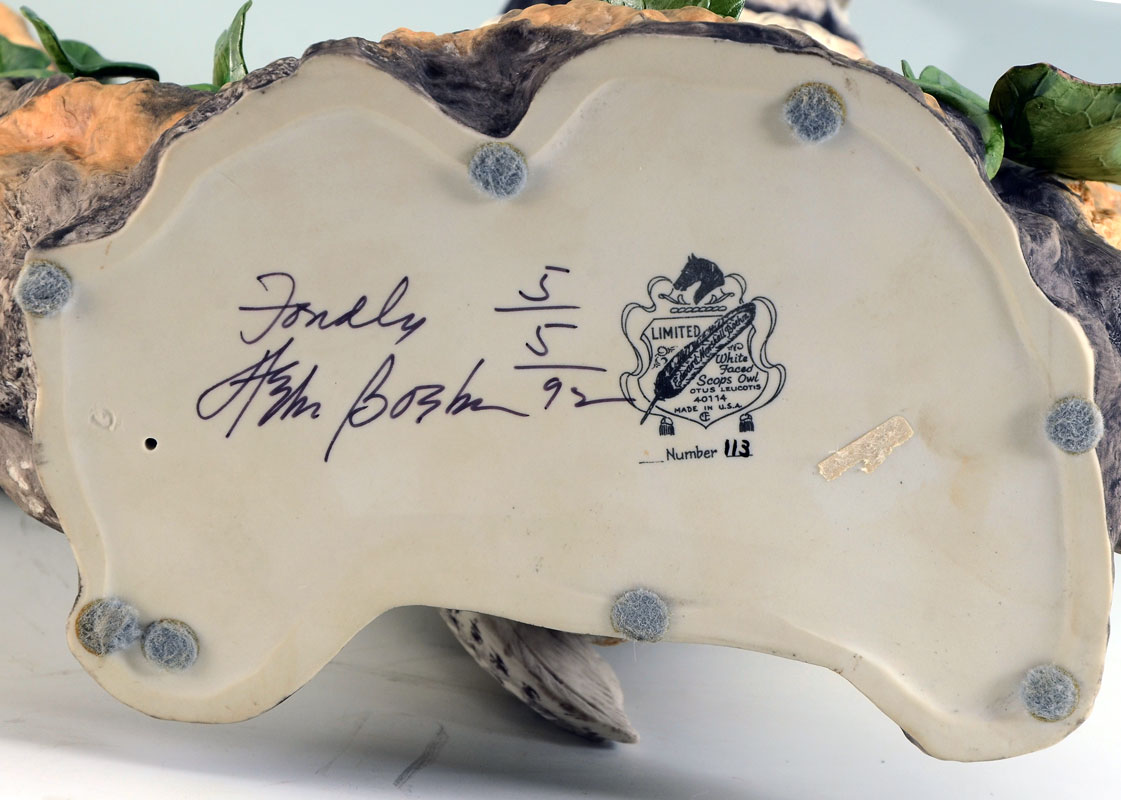 Fondly
5
5
92
LIMITED
White
Faced
Scops Owl
OTUS LEUCOTIS
40114
MADE IN U.S.A.
Number 113